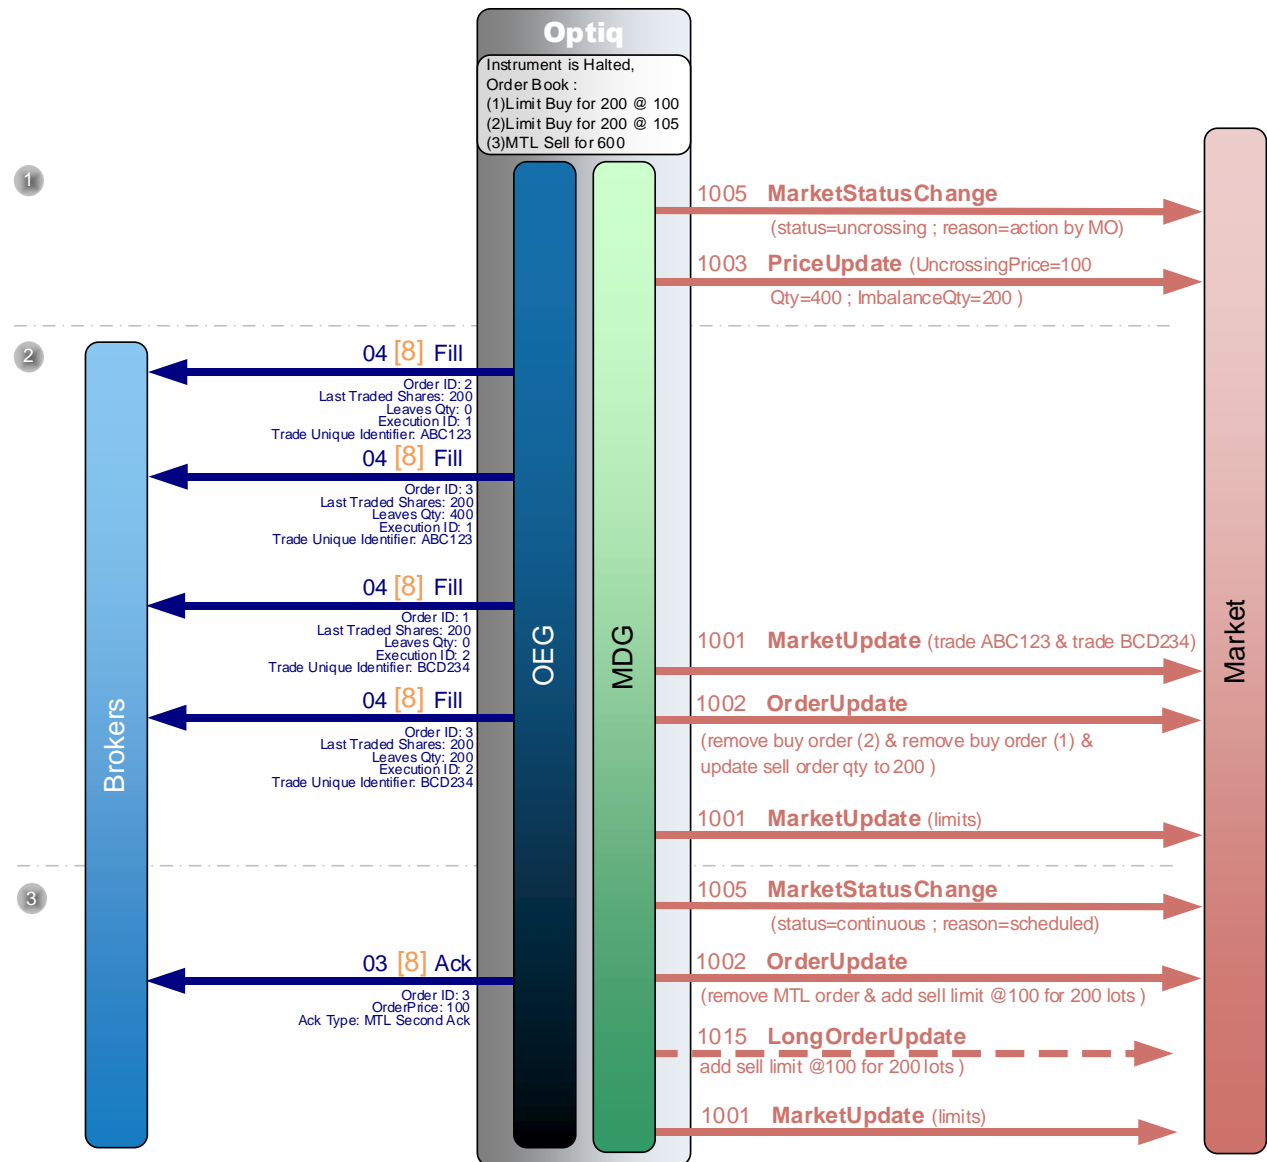 Optiq
Instrument is Halted,
Order Book :
(1)Limit Buy for 200 @ 100
(2)Limit Buy for 200 @ 105
(3)MTL Sell for 600
1
1005 MarketStatusChange
(status=uncrossing ; reason=action by MO)
1003 PriceUpdate (UncrossingPrice=100
Qty=400 ; ImbalanceQty=200 )
2
04 [8] Fill
Order ID: 2
Last Traded Shares: 200
Leaves Qty: 0
Execution ID: 1
Trade Unique Identifier: ABC123
04 [8] Fill
Order ID: 3
Last Traded Shares: 200
Leaves Qty: 400
Execution ID: 1
Trade Unique Identifier: ABC123
04 [8] Fill
Order ID: 1
Last Traded Shares: 200
Leaves Qty: 0
Execution ID: 2
Trade Unique Identifier: BCD234
04 [8] Fill
Order ID: 3
Last Traded Shares: 200
Leaves Qty: 200
Execution ID: 2
Trade Unique Identifier: BCD234
Brokers
OEG
MDG
Market
1001 MarketUpdate (trade ABC123 & trade BCD234)
1002 OrderUpdate
(remove buy order (2) & remove buy order (1) &
update sell order qty to 200 )
1001 MarketUpdate (limits)
3
1005 MarketStatusChange
(status=continuous ; reason=scheduled)
03 [8] Ack
Order ID: 3
OrderPrice: 100
Ack Type: MTL Second Ack
1002 OrderUpdate
(remove MTL order & add sell limit @100 for 200 lots )
1015 LongOrderUpdate
add sell limit @100 for 200 lots )
1001 MarketUpdate (limits)